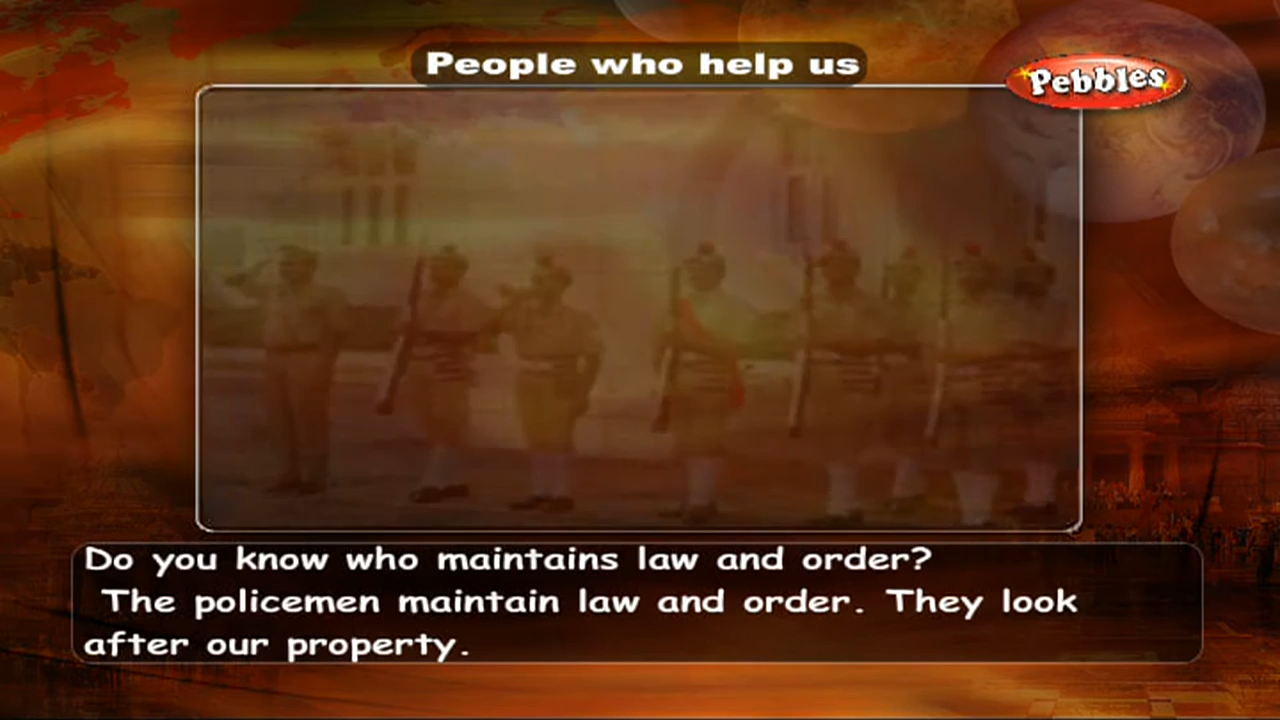 People who help us
Pebbles
Do you know who maintains law and order?
The policemen maintain law and order. They look
after our property.